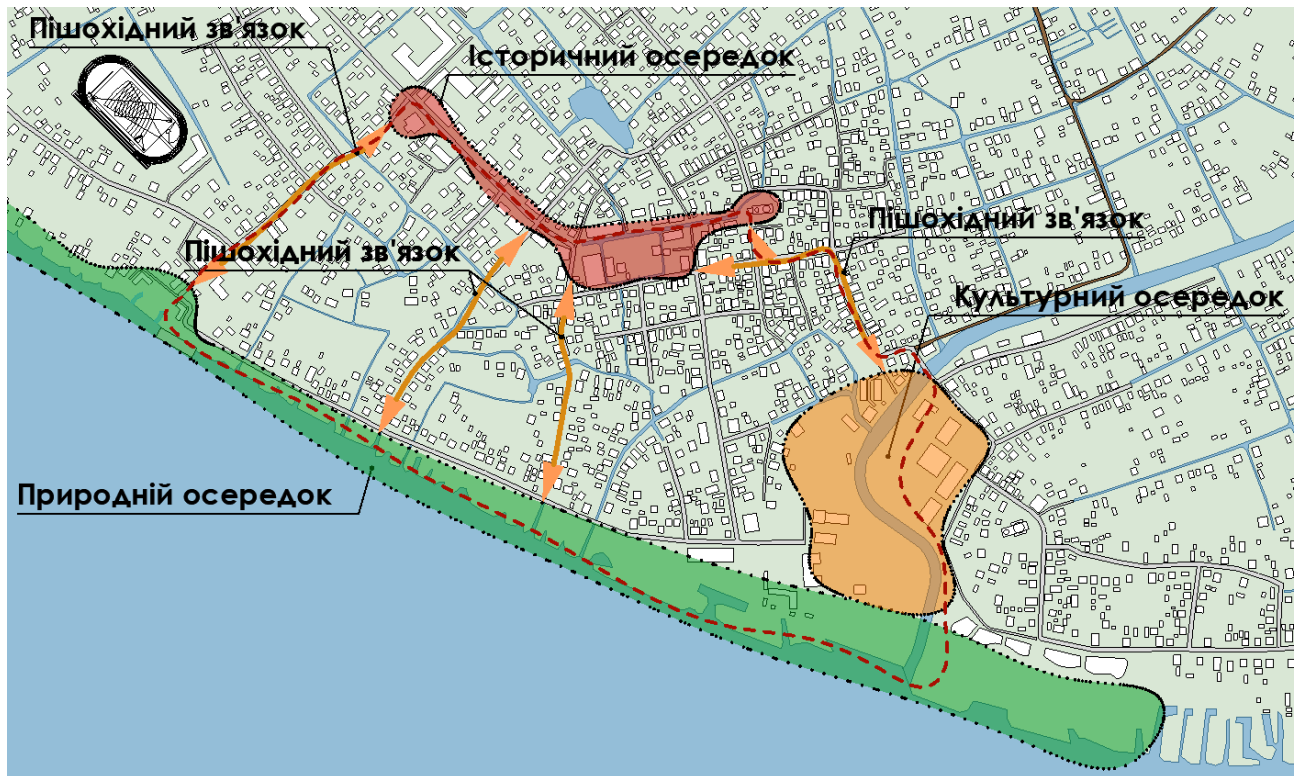 Пішохідний зв'язок
Історичний осередок
Пішохідний зв'язок
Пішохідний зв'язок
Культурний осередок
Природній осередок